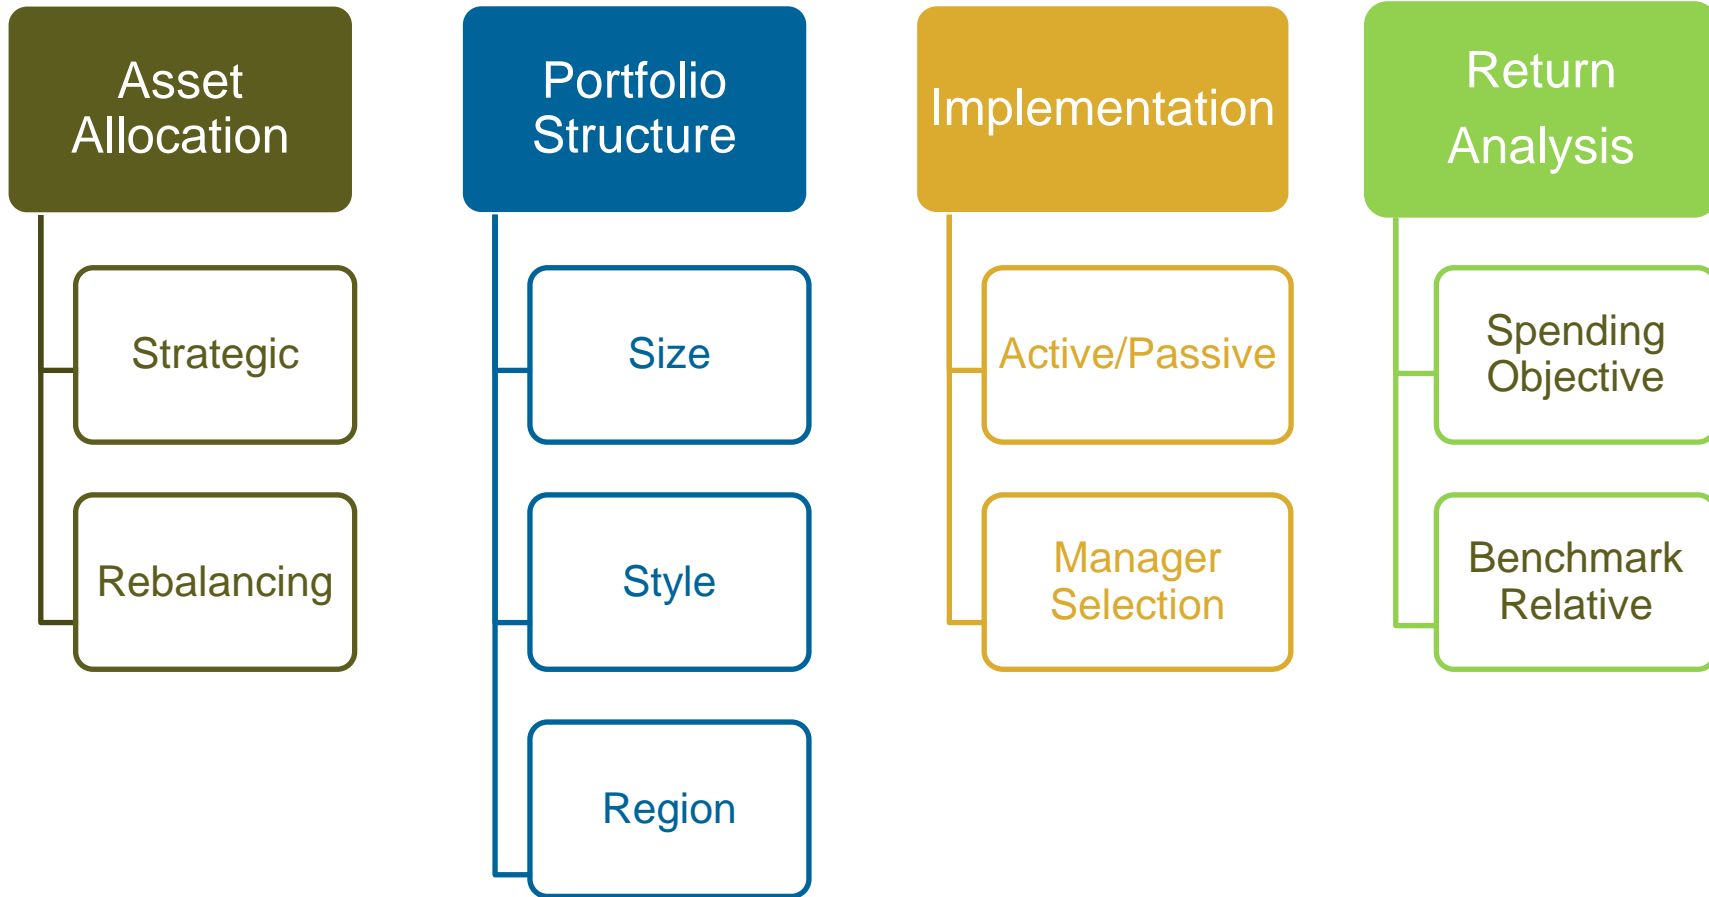 Asset
Allocation
Strategic
Rebalancing
Portfolio
Structure
Size
Style
Region
Implementation
Active/Passive
Manager
Selection
Return
Analysis
Spending
Objective
Benchmark
Relative